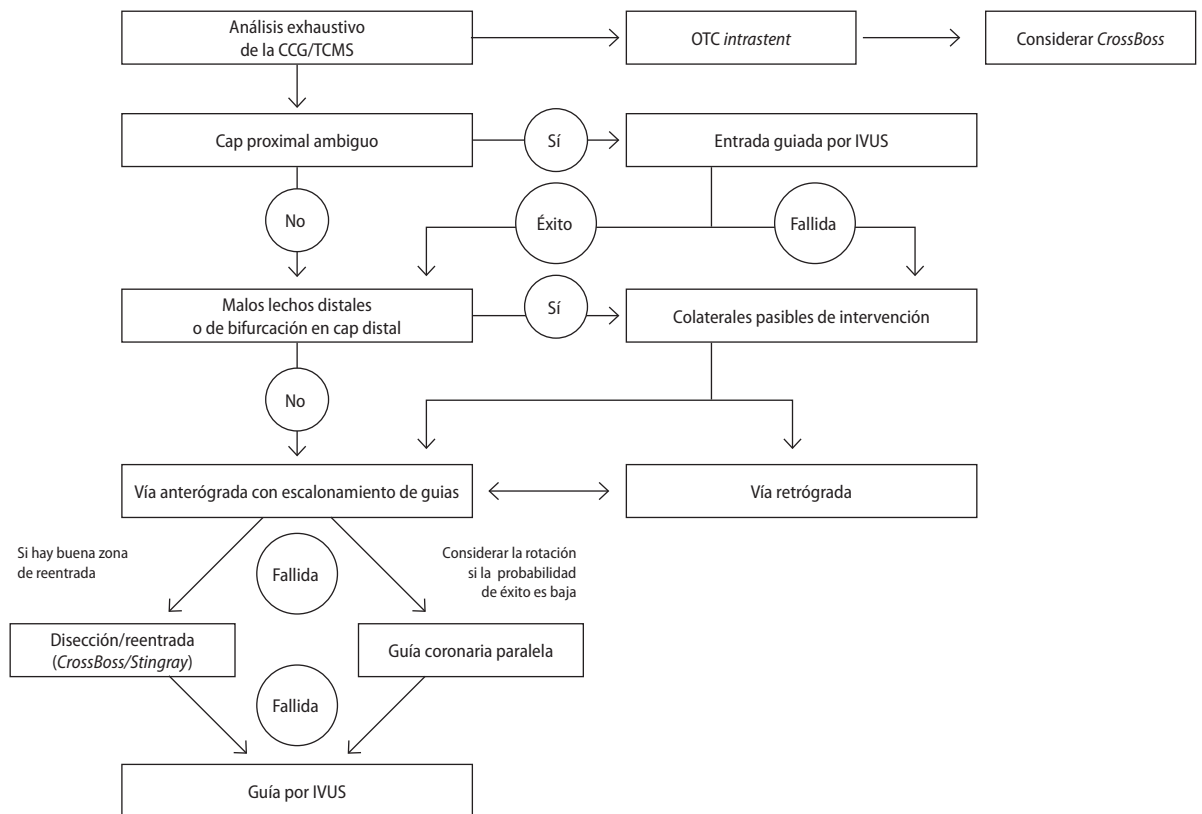 Análisis exhaustivo
de la CCG/TCMS
OTC intrastent
Considerar CrossBoss
Cap proximal ambiguo
Sí
Entrada guiada por IVUS
No
Éxito
Fallida
Malos lechos distales
o de bifurcación en cap distal
Sí
Colaterales pasibles de intervención
No
Vía anterógrada con escalonamiento de guias
Vía retrógrada
Si hay buena zona
de reentrada
Fallida
Considerar la rotación
si la probabilidad
de éxito es baja
Disección/reentrada
(CrossBoss/Stingray)
Guía coronaria paralela
Fallida
Guía por IVUS